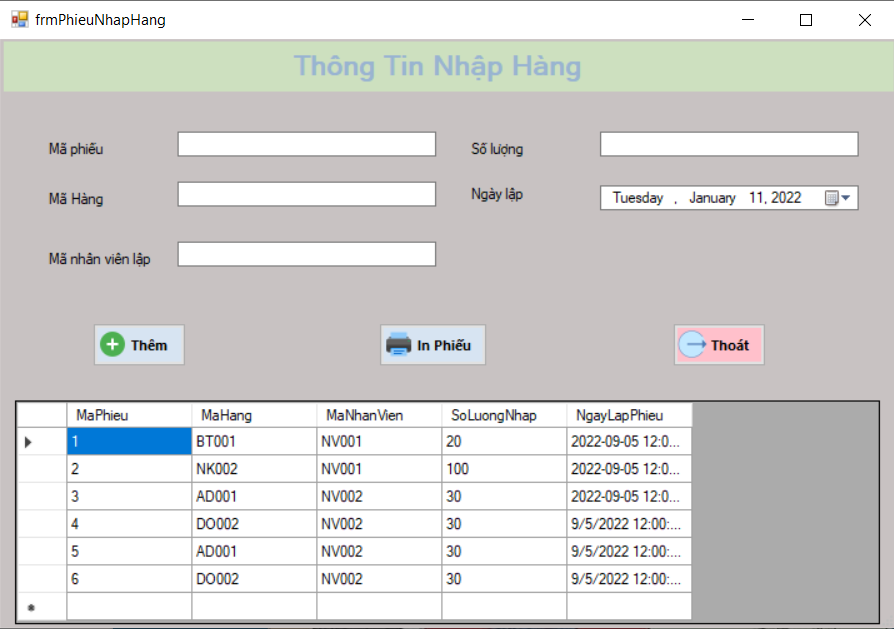 frmPhieuNhapHang
Thông Tin Nhập Hàng
Mã phiếu
Số lượng
Mã Hàng
Ngày lập
Tuesday , January 11, 2022
Mã nhân viên lập
Thêm
In Phiếu
Thoát
MaPhieu MaHang MaNhanVien SoLuongNhap NgayLapPhieu
1 BT001 NV001 20 2022-09-05 12:0...
2 NK002 NV001 100 2022-09-05 12:0...
3 AD001 NV002 30 2022-09-05 12:0...
4 DO002 NV002 30 9/5/2022 12:00:...
5 AD001 NV002 30 9/5/2022 12:00:...
6 DO002 NV002 30 9/5/2022 12:00:...